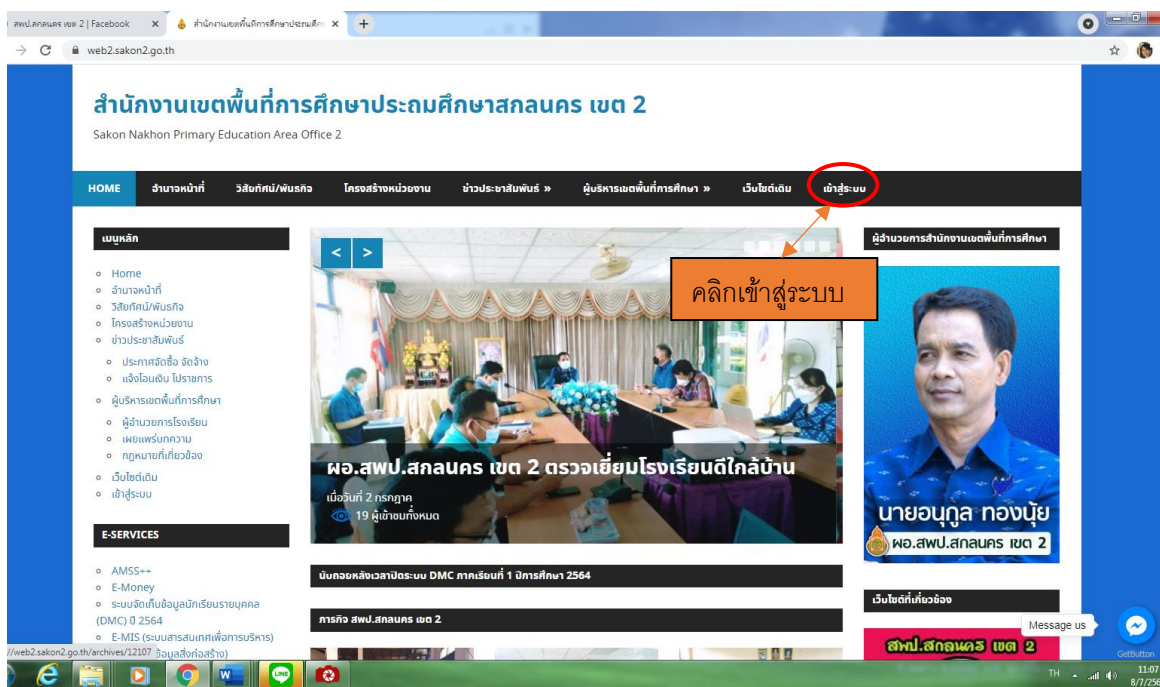 สพป.สกลนคร เขต 2 | Facebook
สำนักงานเขตพื้นที่การศึกษาประถมศึก
web2.sakon2.go.th
สำนักงานเขตพื้นที่การศึกษาประถมศึกษาสกลนคร เขต 2
Sakon Nakhon Primary Education Area Office 2
HOME อำนาจหน้าที่ วิสัยทัศน์/พันธกิจ โครงสร้างหน่วยงาน ข่าวประชาสัมพันธ์ » ผู้บริหารเขตพื้นที่การศึกษา » เว็บไซต์เดิม เข้าสู่ระบบ
เมนูหลัก
Home
อำนาจหน้าที่
วิสัยทัศน์/พันธกิจ
โครงสร้างหน่วยงาน
ข่าวประชาสัมพันธ์
ประกาศจัดซื้อ จัดจ้าง
แจ้งโอนเงิน ไปราชการ
ผู้บริหารเขตพื้นที่การศึกษา
ผู้อำนวยการโรงเรียน
เผยแพร่บทความ
กฎหมายที่เกี่ยวข้อง
เว็บไซต์เดิม
เข้าสู่ระบบ
E-SERVICES
AMSS++
E-Money
ระบบจัดเก็บข้อมูลนักเรียนรายบุคคล
(DMC) ปี 2564
E-MIS (ระบบสารสนเทศเพื่อการบริหาร)
ข้อมูลสิ่งก่อสร้าง)
//web2.sakon2.go.th/archives/12107
< >
คลิกเข้าสู่ระบบ
ผอ.สพป.สกลนคร เขต 2 ตรวจเยี่ยมโรงเรียนดีใกล้บ้าน
เมื่อวันที่ 2 กรกฎาค
19 ผู้เข้าชมทั้งหมด
นับถอยหลังเวลาปิดระบบ DMC ภาคเรียนที่ 1 ปีการศึกษา 2564
ภารกิจ สพป.สกลนคร เขต 2
ผู้อำนวยการสำนักงานเขตพื้นที่การศึกษา
นายอนุกูล ทองนุ้ย
ผอ.สพป.สกลนคร เขต 2
เว็บไซต์ที่เกี่ยวข้อง
สพป.สกลนคร เขต 2
Message us
GetButton
TH
11:07
8/7/256